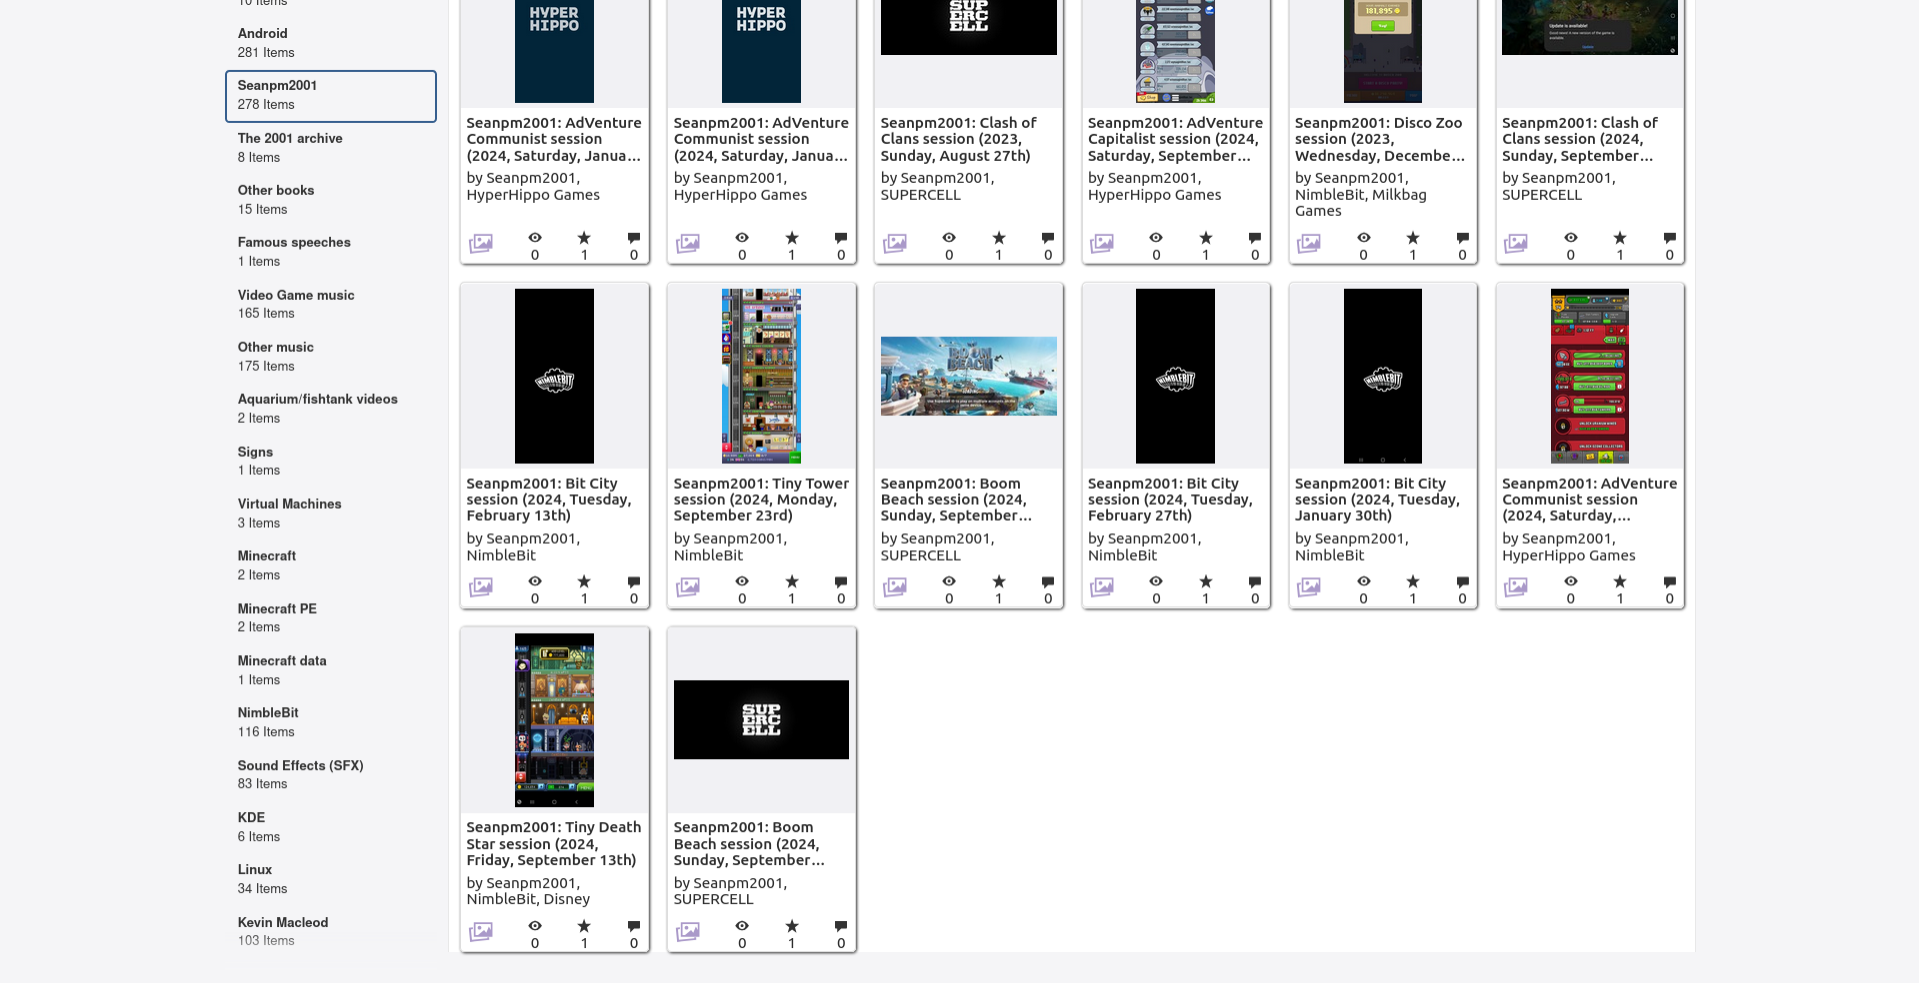 10 Items
Android
281 Items
Seanpm2001
278 Items
The 2001 archive
8 Items
Other books
15 Items
Famous speeches
1 Items
Video Game music
165 Items
Other music
175 Items
Aquarium/fishtank videos
2 Items
Signs
1 Items
Virtual Machines
3 Items
Minecraft
2 Items
Minecraft PE
2 Items
Minecraft data
1 Items
NimbleBit
116 Items
Sound Effects (SFX)
83 Items
KDE
6 Items
Linux
34 Items
Kevin Macleod
103 Items
HYPER
HIPPO
Seanpm2001: AdVenture
Communist session
(2024, Saturday, Janua...
by Seanpm2001,
HyperHippo Games
0 1 0
HYPER
HIPPO
Seanpm2001: AdVenture
Communist session
(2024, Saturday, Janua...
by Seanpm2001,
HyperHippo Games
0 1 0
SUP
ERC
ELL
Seanpm2001: Clash of
Clans session (2023,
Sunday, August 27th)
by Seanpm2001,
SUPERCELL
0 1 0
Seanpm2001: AdVenture
Capitalist session (2024,
Saturday, September...
by Seanpm2001,
HyperHippo Games
0 1 0
181,895
Seanpm2001: Disco Zoo
session (2023,
Wednesday, Decembe...
by Seanpm2001,
NimbleBit, Milkbag
Games
0 1 0
Update is available!
Seanpm2001: Clash of
Clans session (2024,
Sunday, September...
by Seanpm2001,
SUPERCELL
0 1 0
NIMBLEBIT
Seanpm2001: Bit City
session (2024, Tuesday,
February 13th)
by Seanpm2001,
NimbleBit
0 1 0
Seanpm2001: Tiny Tower
session (2024, Monday,
September 23rd)
by Seanpm2001,
NimbleBit
0 1 0
BOOM
BEACH
Seanpm2001: Boom
Beach session (2024,
Sunday, September...
by Seanpm2001,
SUPERCELL
0 1 0
NIMBLEBIT
Seanpm2001: Bit City
session (2024, Tuesday,
February 27th)
by Seanpm2001,
NimbleBit
0 1 0
NIMBLEBIT
Seanpm2001: Bit City
session (2024, Tuesday,
January 30th)
by Seanpm2001,
NimbleBit
0 1 0
Seanpm2001: AdVenture
Communist session
(2024, Saturday,...
by Seanpm2001,
HyperHippo Games
0 1 0
Seanpm2001: Tiny Death
Star session (2024,
Friday, September 13th)
by Seanpm2001,
NimbleBit, Disney
0 1 0
SUP
ERC
ELL
Seanpm2001: Boom
Beach session (2024,
Sunday, September...
by Seanpm2001,
SUPERCELL
0 1 0